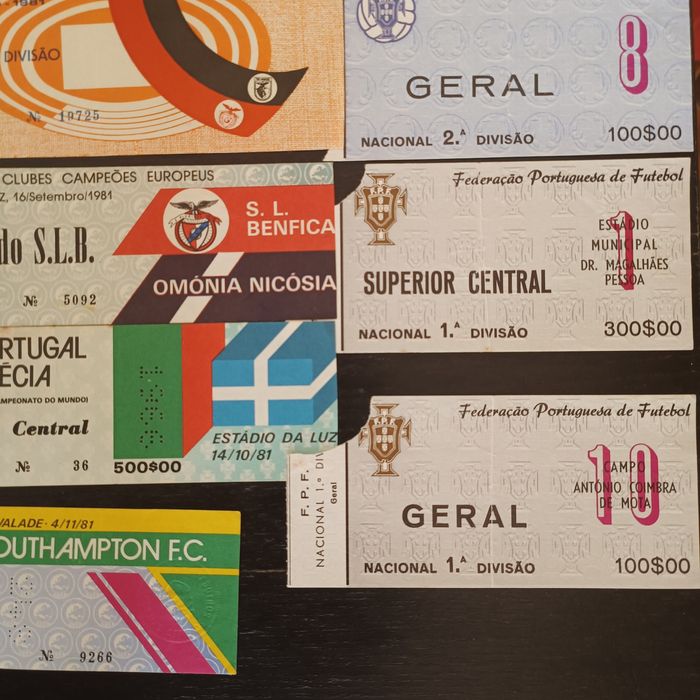 - 1981
DIVISÃO
Nº 19725
GERAL
8
NACIONAL 2.ª DIVISÃO
100$00
CLUBES CAMPEÕES EUROPEUS
Z, 16/Setembro/1981
do S.L.B.
S. L.
BENFICA
OMÓNIA NICÓSIA
Nº 5092
Federação Portuguesa de Futebol
F.P.F.
SUPERIOR CENTRAL
1
ESTÁDIO
MUNICIPAL
DR. MAGALHÃES
PESSOA
NACIONAL 1.ª DIVISÃO
300$00
RTUGAL
ÉCIA
AMPEONATO DO MUNDO)
Central
Nº 36
500$00
ESTÁDIO DA LUZ
14/10/81
F. P. F.
NACIONAL 1.º DIV
Geral
Federação Portuguesa de Futebol
F.P.F.
GERAL
10
CAMPO
ANTÓNIO COIMBRA
DE MOTA
NACIONAL 1.ª DIVISÃO
100$00
VALADE · 4/11/81
OUTHAMPTON F.C.
Nº 9266